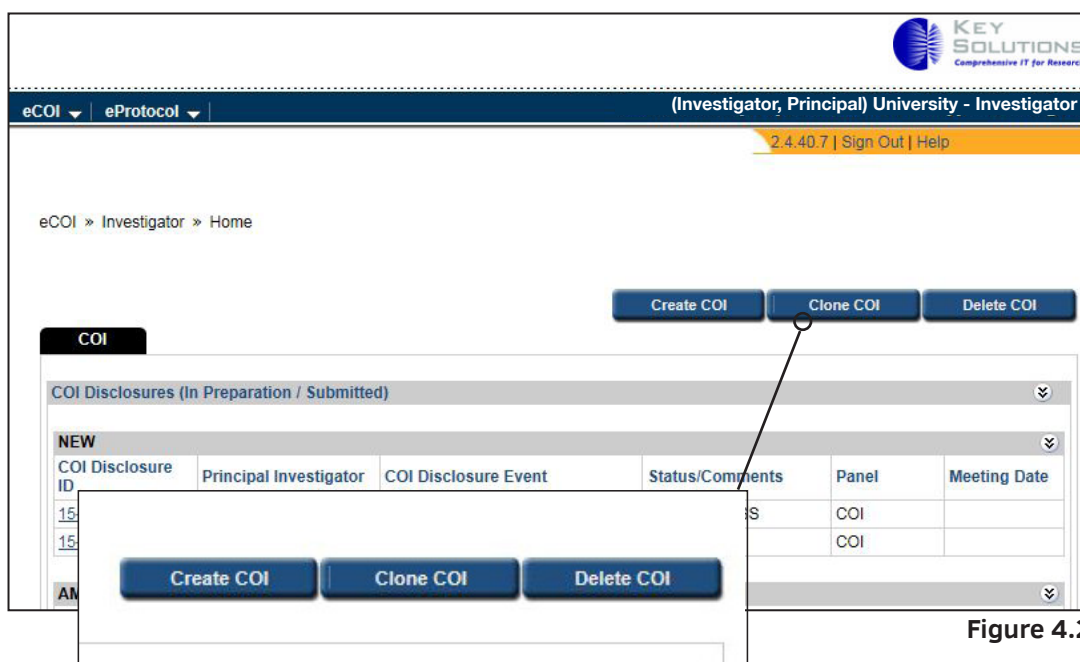 KEY
SOLUTIONS
Comprehensive IT for Research
eCOI eProtocol (Investigator, Principal) University - Investigator
2.4.40.7 | Sign Out | Help
eCOI » Investigator » Home
Create COI Clone COI Delete COI
COI
COI Disclosures (In Preparation / Submitted)
NEW
COI Disclosure ID Principal Investigator COI Disclosure Event Status/Comments Panel Meeting Date
15- COI
15- COI
Create COI Clone COI Delete COI
Figure 4.2